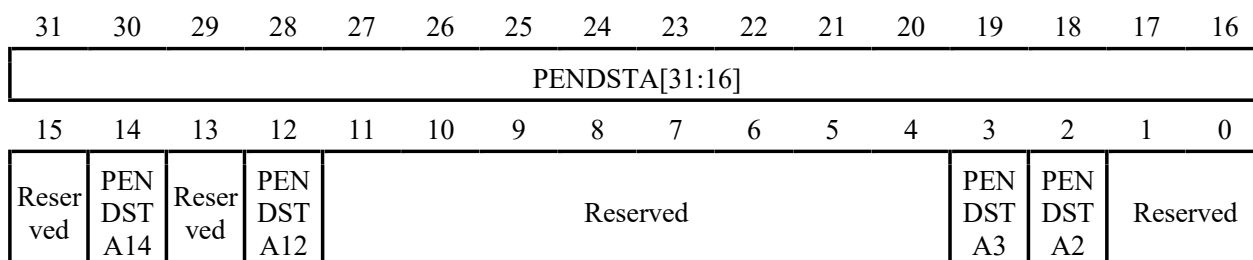 31 30 29 28 27 26 25 24 23 22 21 20 19 18 17 16
PENDSTA[31:16]
15 14 13 12 11 10 9 8 7 6 5 4 3 2 1 0
Reser
ved
PEN
DST
A14
Reser
ved
PEN
DST
A12
Reserved
PEN
DST
A3
PEN
DST
A2
Reserved